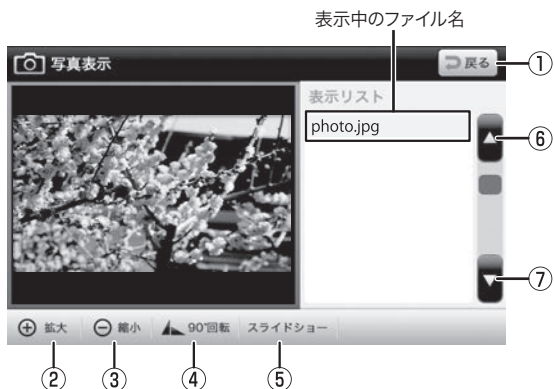 表示中のファイル名
写真表示
戻る
①
表示リスト
photo.jpg
⑥
⑦
拡大
縮小
90°回転
スライドショー
②
③
④
⑤